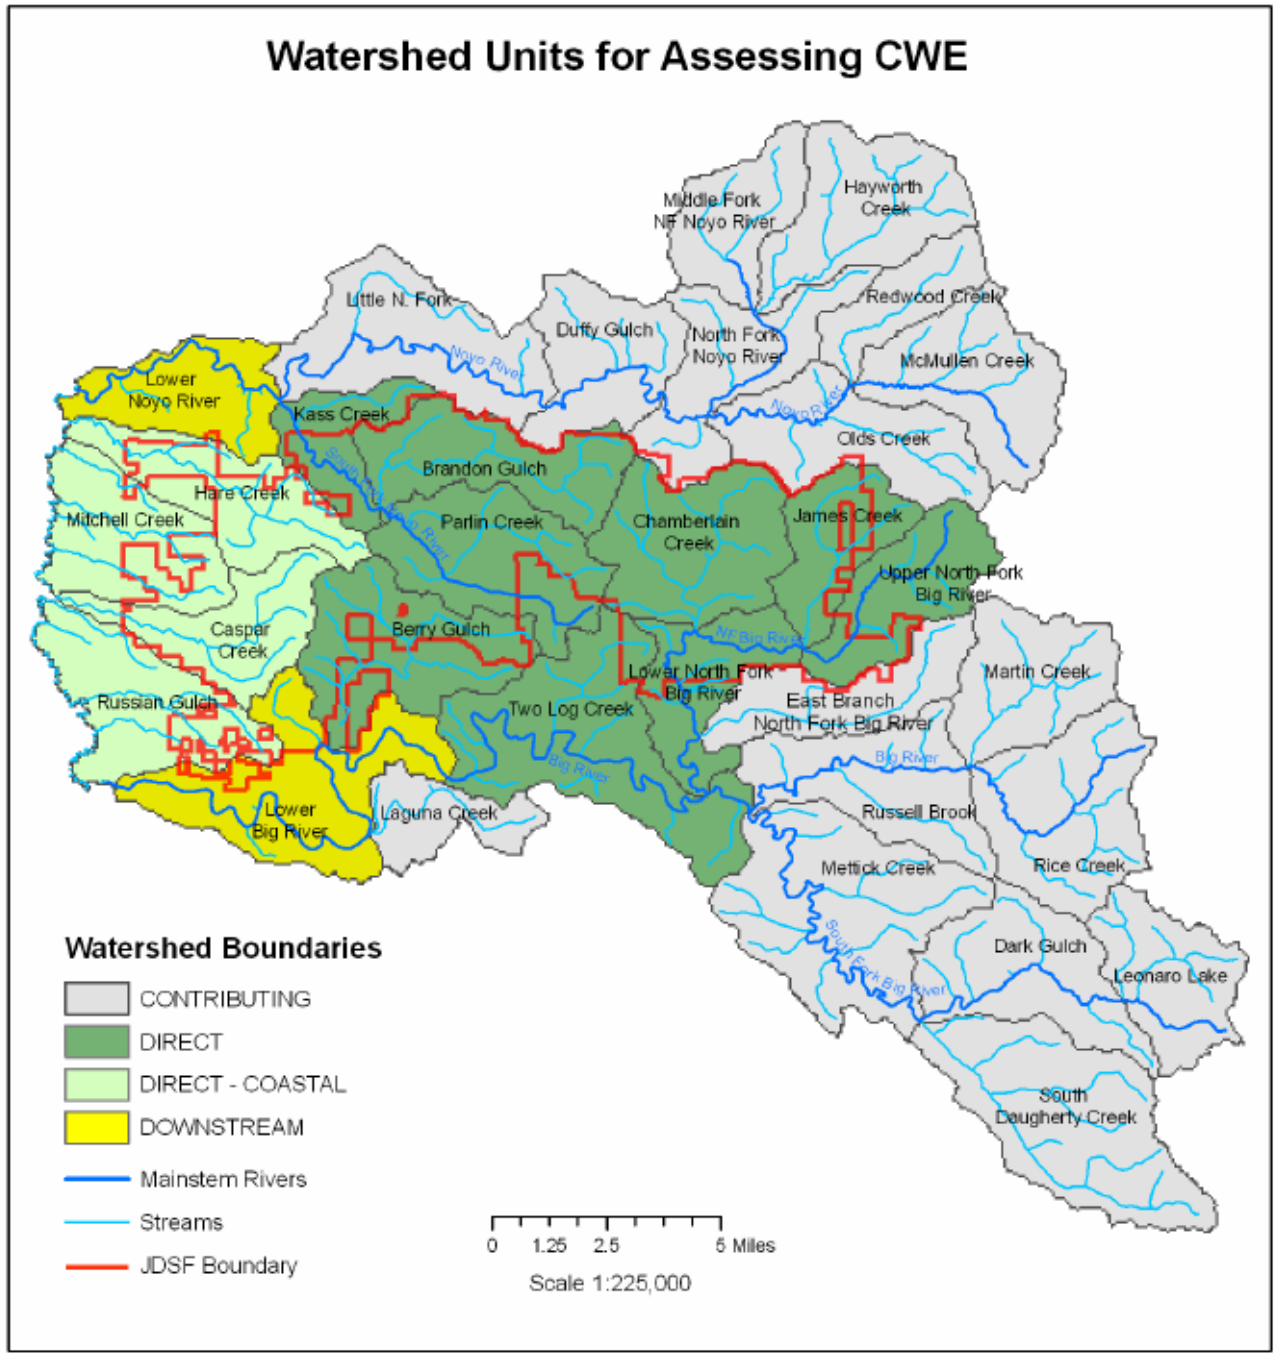 Watershed Units for Assessing CWE
Middle Fork
NF Noyo River
Hayworth
Creek
Little N. Fork
Redwood Creek
Duffy Gulch
North Fork
Noyo River
McMullen Creek
Noyo River
Lower
Noyo River
Noyo River
Kass Creek
Olds Creek
Brandon Gulch
South Fork Noyo River
Hare Creek
Mitchell Creek
Parlin Creek
Chamberlain
Creek
James Creek
Upper North Fork
Big River
Caspar
Creek
Berry Gulch
NF Big River
Lower North Fork
Big River
Martin Creek
Russian Gulch
Two Log Creek
East Branch
North Fork Big River
Big River
Big River
Lower
Big River
Laguna Creek
Russell Brook
Mettick Creek
Rice Creek
South Fork Big River
Dark Gulch
Leonaro Lake
South
Daugherty Creek
Watershed Boundaries
CONTRIBUTING
DIRECT
DIRECT - COASTAL
DOWNSTREAM
Mainstem Rivers
Streams
JDSF Boundary
0 1.25 2.5 5 Miles
Scale 1:225,000